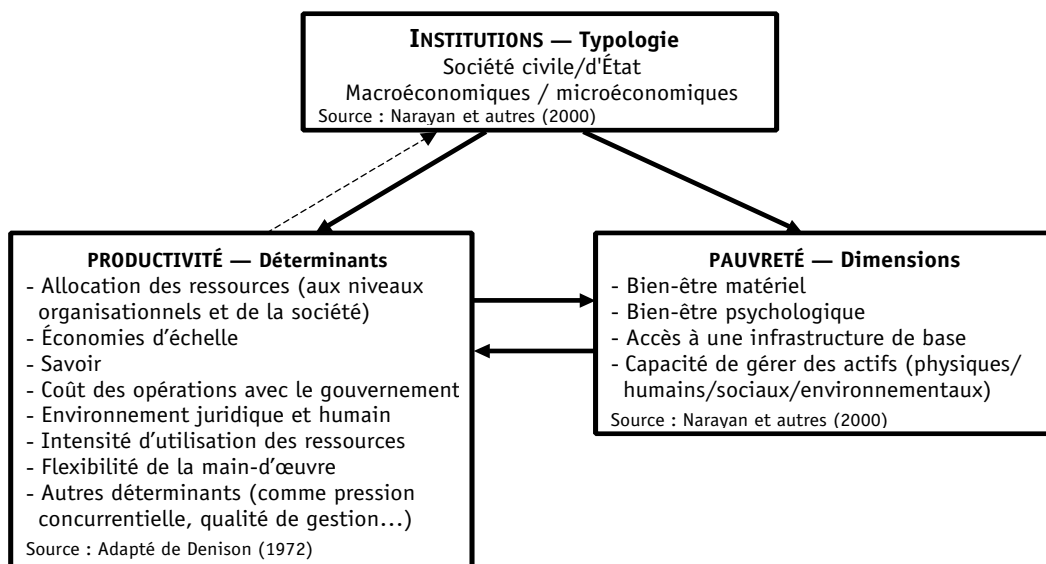 INSTITUTIONS — Typologie
Société civile/d'État
Macroéconomiques / microéconomiques
Source : Narayan et autres (2000)
PRODUCTIVITÉ — Déterminants
- Allocation des ressources (aux niveaux
organisationnels et de la société)
- Économies d’échelle
- Savoir
- Coût des opérations avec le gouvernement
- Environnement juridique et humain
- Intensité d’utilisation des ressources
- Flexibilité de la main-d’œuvre
- Autres déterminants (comme pression
concurrentielle, qualité de gestion…)
Source : Adapté de Denison (1972)
PAUVRETÉ — Dimensions
- Bien-être matériel
- Bien-être psychologique
- Accès à une infrastructure de base
- Capacité de gérer des actifs (physiques/
humains/sociaux/environnementaux)
Source : Narayan et autres (2000)